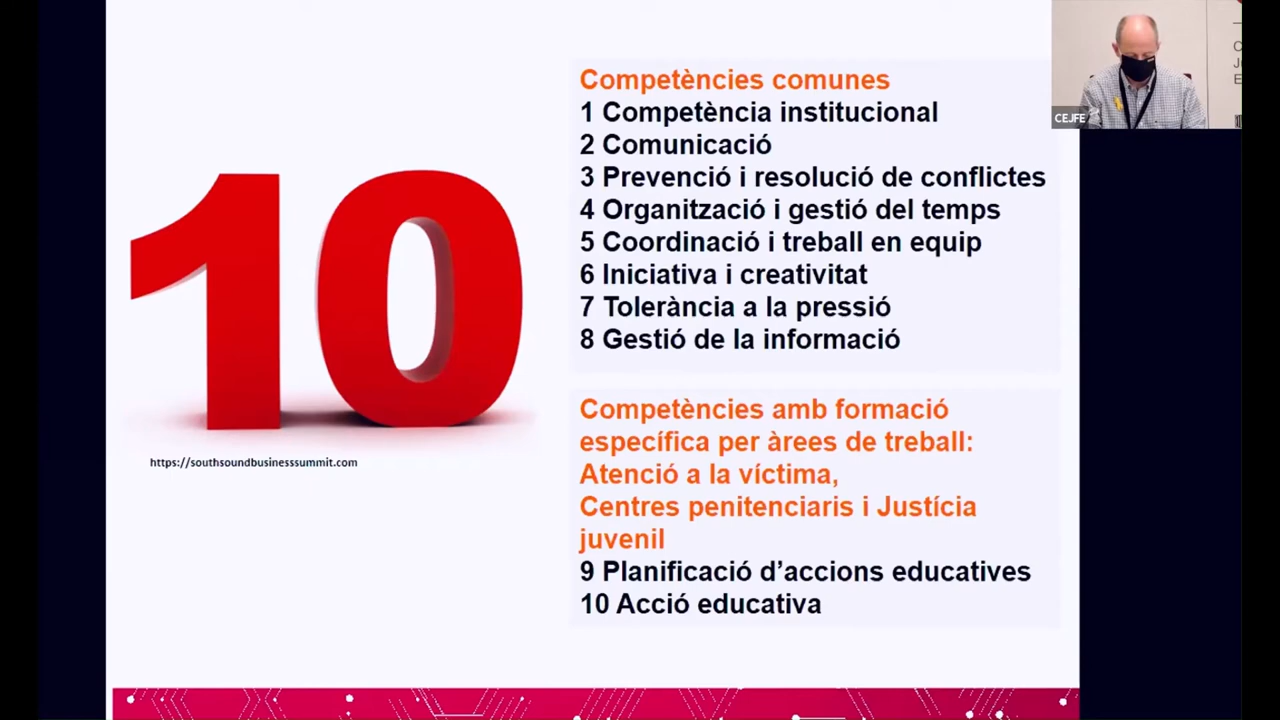 10
https://southsoundbusinesssummit.com
Competències comunes
1 Competència institucional
2 Comunicació
3 Prevenció i resolució de conflictes
4 Organització i gestió del temps
5 Coordinació i treball en equip
6 Iniciativa i creativitat
7 Tolerància a la pressió
8 Gestió de la informació
Competències amb formació
específica per àrees de treball:
Atenció a la víctima,
Centres penitenciaris i Justícia
juvenil
9 Planificació d’accions educatives
10 Acció educativa
CEJFE